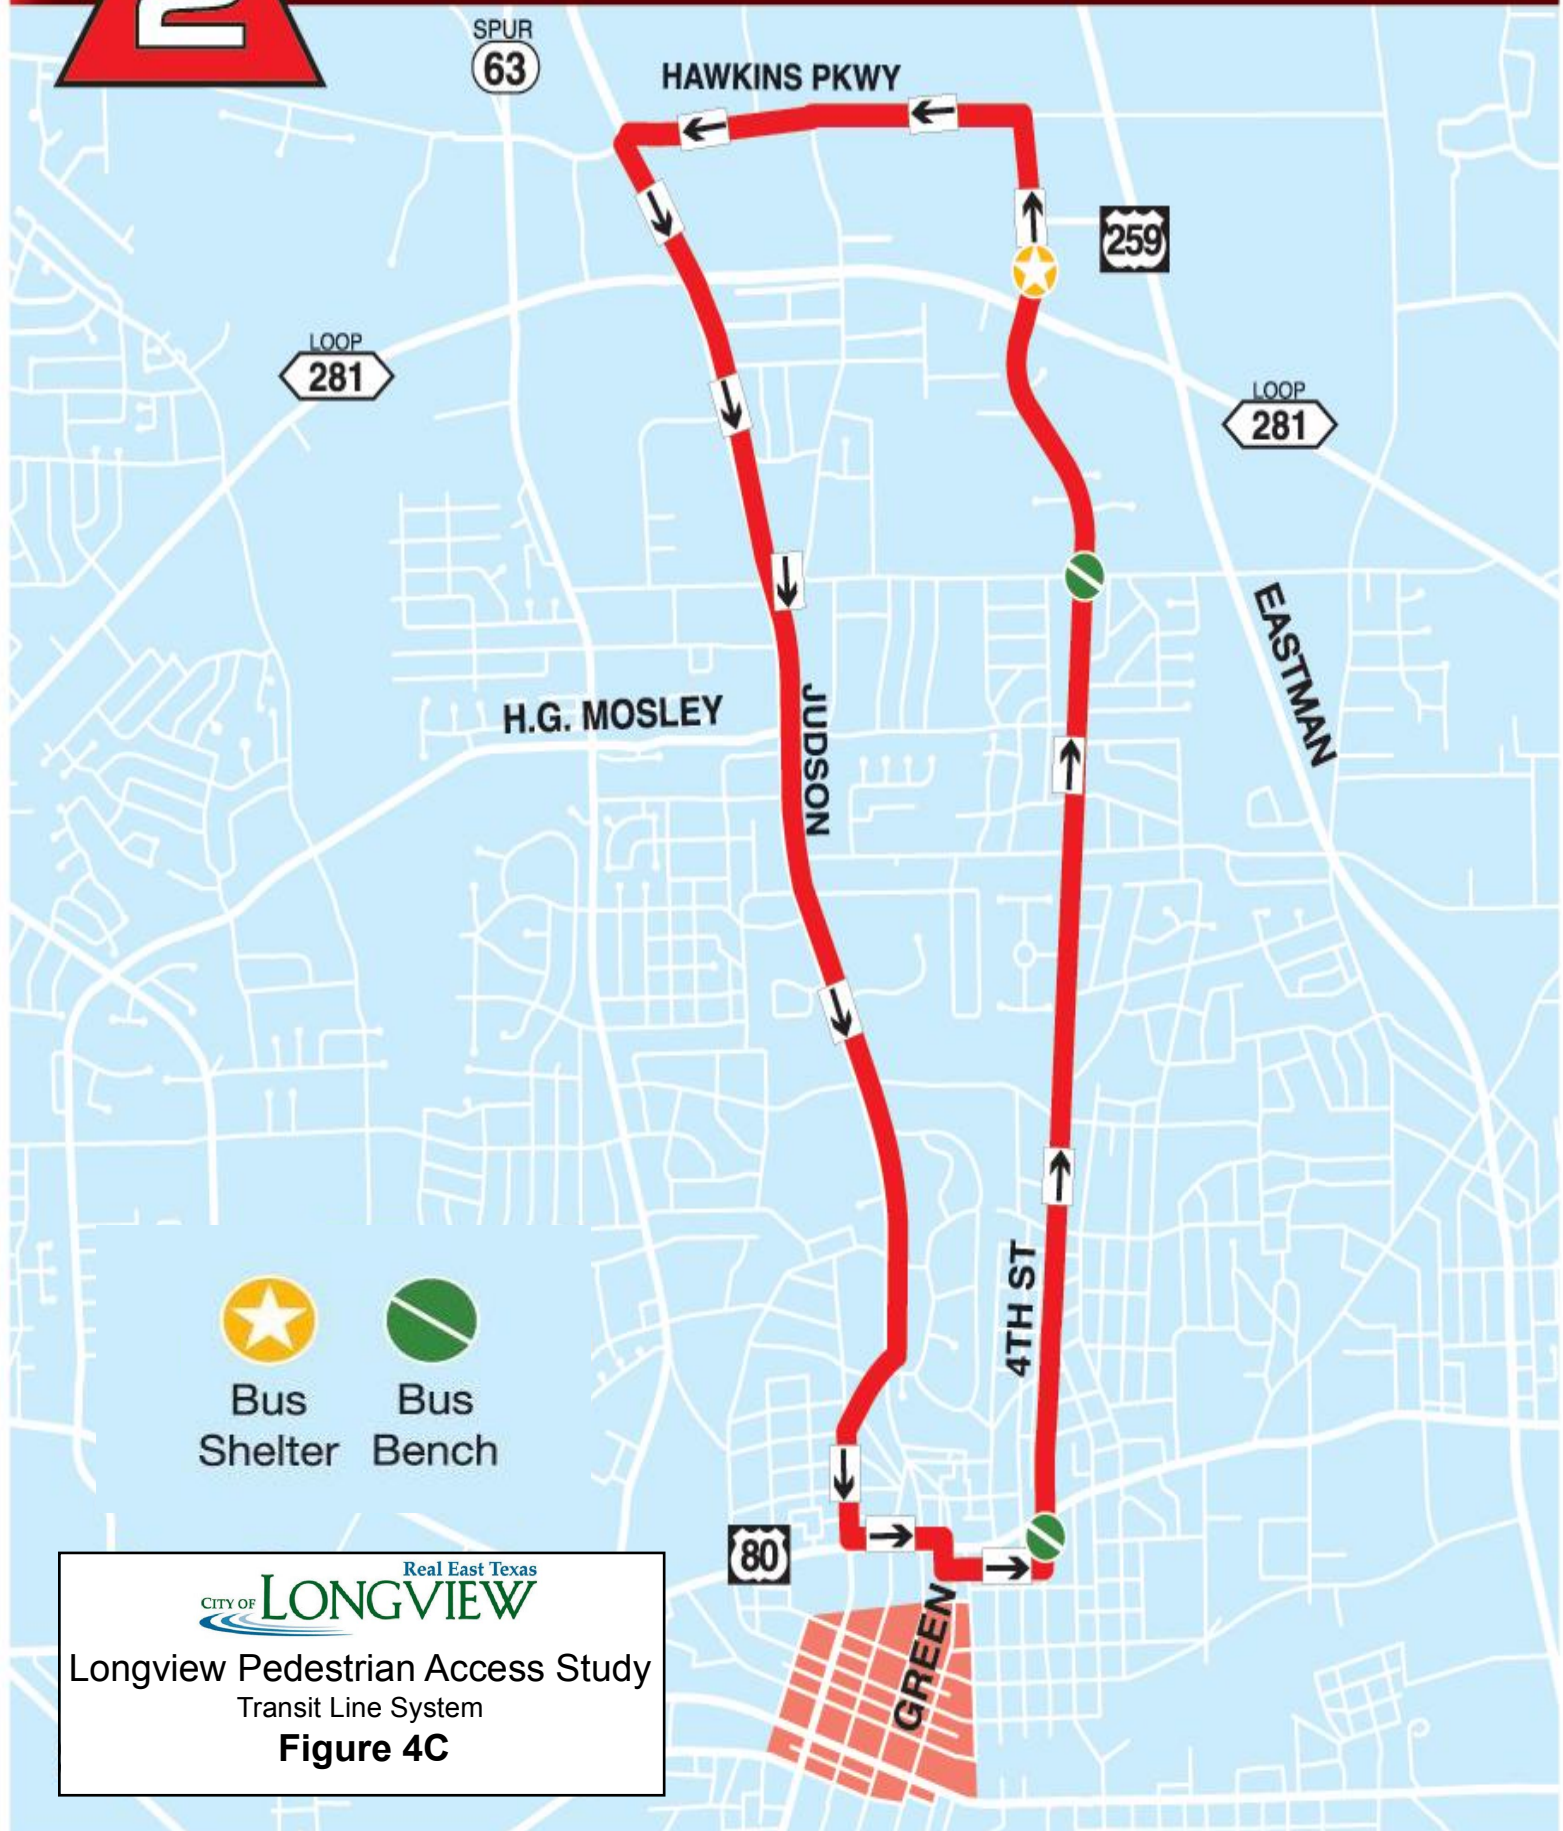 2
SPUR
63
HAWKINS PKWY
259
LOOP
281
LOOP
281
EASTMAN
H.G. MOSLEY
JUDSON
4TH ST
Bus
Shelter
Bus
Bench
80
GREEN
Real East Texas
CITY OF LONGVIEW
Longview Pedestrian Access Study
Transit Line System
Figure 4C